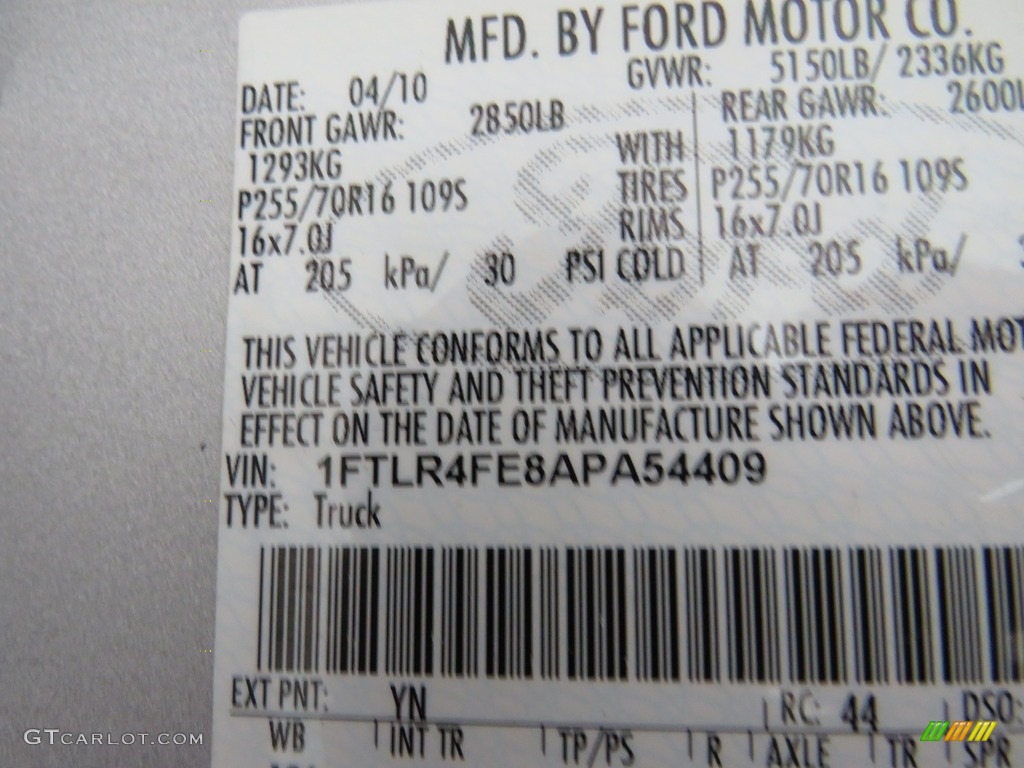 MFD. BY FORD MOTOR CO.
DATE: 04/10 GVWR: 5150LB/ 2336KG
FRONT GAWR: 2850LB REAR GAWR: 2600L
1293KG WITH 1179KG
P255/70R16 109S TIRES P255/70R16 109S
16x7.0J RIMS 16x7.0J
AT 205 kPa/ 30 PSI COLD AT 205 kPa/
THIS VEHICLE CONFORMS TO ALL APPLICABLE FEDERAL MOT
VEHICLE SAFETY AND THEFT PREVENTION STANDARDS IN
EFFECT ON THE DATE OF MANUFACTURE SHOWN ABOVE.
VIN: 1FTLR4FE8APA54409
TYPE: Truck
EXT PNT: YN RC: 44 DSO:
WB INT TR TP/PS R AXLE TR SPR
GTCARLOT.COM